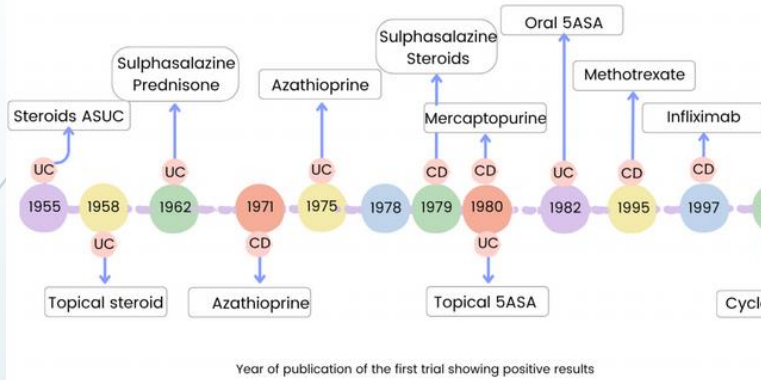 Oral 5ASA
Sulphasalazine
Steroids
Sulphasalazine
Prednisone
Azathioprine
Methotrexate
Steroids ASUC
Mercaptopurine
Infliximab
UC
UC
UC
CD
CD
UC
CD
CD
1955
1958
1962
1971
1975
1978
1979
1980
1982
1995
1997
UC
CD
UC
Topical steroid
Azathioprine
Topical 5ASA
Year of publication of the first trial showing positive results